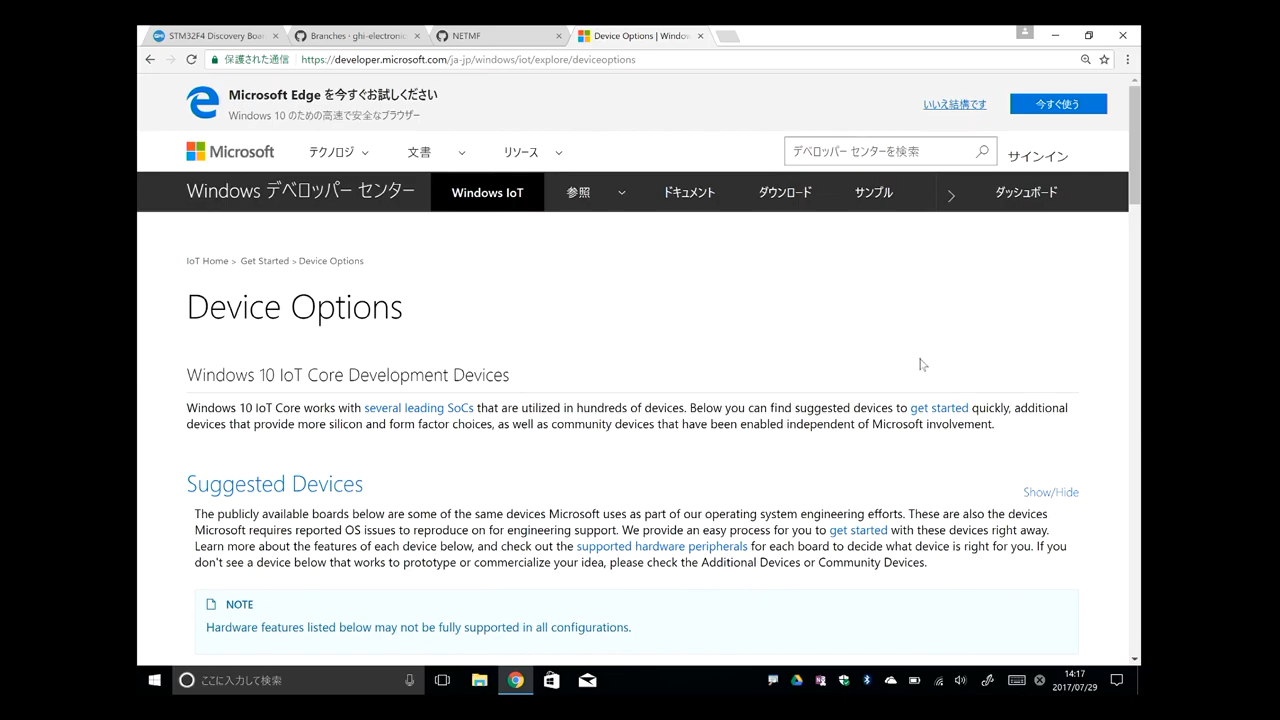 STM32F4 Discovery Boa
Branches · ghi-electronic
NETMF
Device Options | Window
保護された通信
https://developer.microsoft.com/ja-jp/windows/iot/explore/deviceoptions
Microsoft Edge を今すぐお試しください
Windows 10 のための高速で安全なブラウザー
いいえ結構です
今すぐ使う
Microsoft
テクノロジ
文書
リソース
デベロッパー センターを検索
サインイン
Windows デベロッパー センター
Windows IoT
参照
ドキュメント
ダウンロード
サンプル
ダッシュボード
IoT Home > Get Started > Device Options
Device Options
Windows 10 IoT Core Development Devices
Windows 10 IoT Core works with several leading SoCs that are utilized in hundreds of devices. Below you can find suggested devices to get started quickly, additional
devices that provide more silicon and form factor choices, as well as community devices that have been enabled independent of Microsoft involvement.
Suggested Devices
Show/Hide
The publicly available boards below are some of the same devices Microsoft uses as part of our operating system engineering efforts. These are also the devices
Microsoft requires reported OS issues to reproduce on for engineering support. We provide an easy process for you to get started with these devices right away.
Learn more about the features of each device below, and check out the supported hardware peripherals for each board to decide what device is right for you. If you
don't see a device below that works to prototype or commercialize your idea, please check the Additional Devices or Community Devices.
NOTE
Hardware features listed below may not be fully supported in all configurations.
ここに入力して検索
14:17
2017/07/29